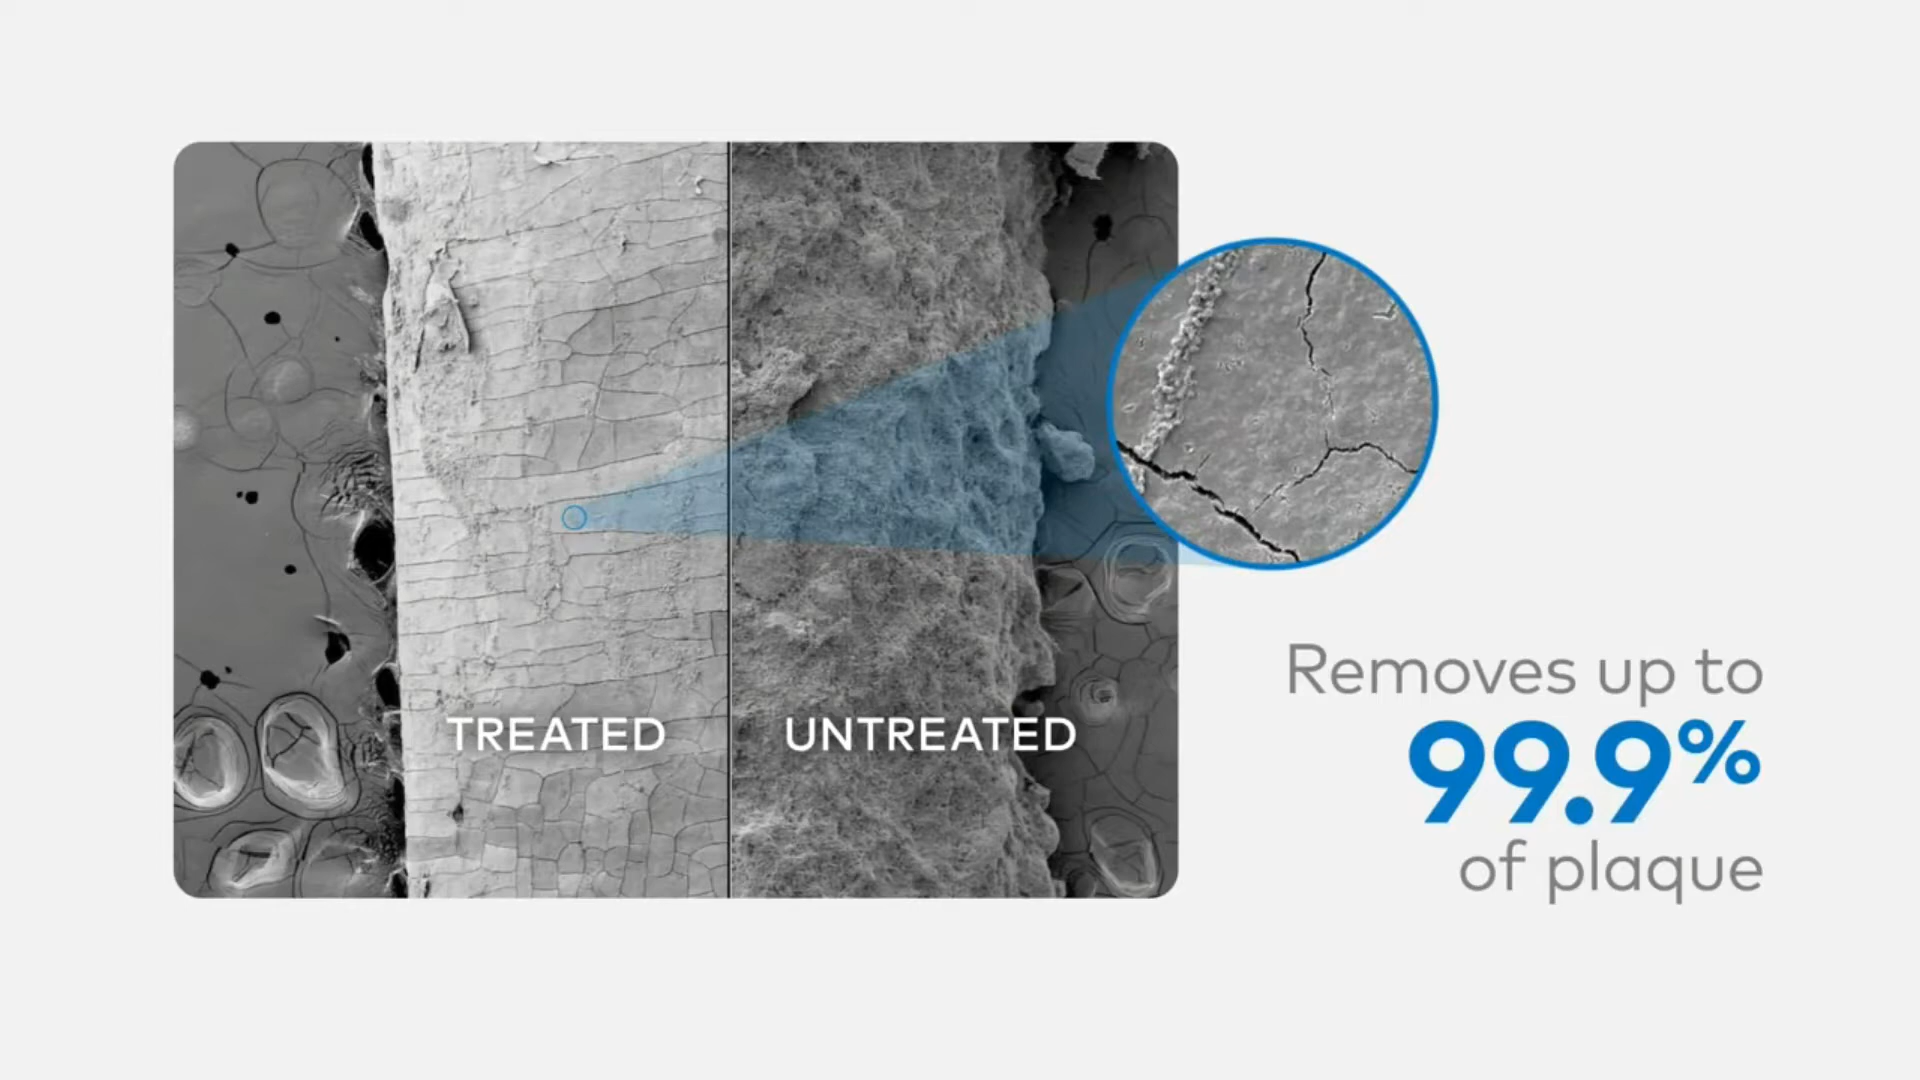 TREATED
UNTREATED
Removes up to
99.9%
of plaque